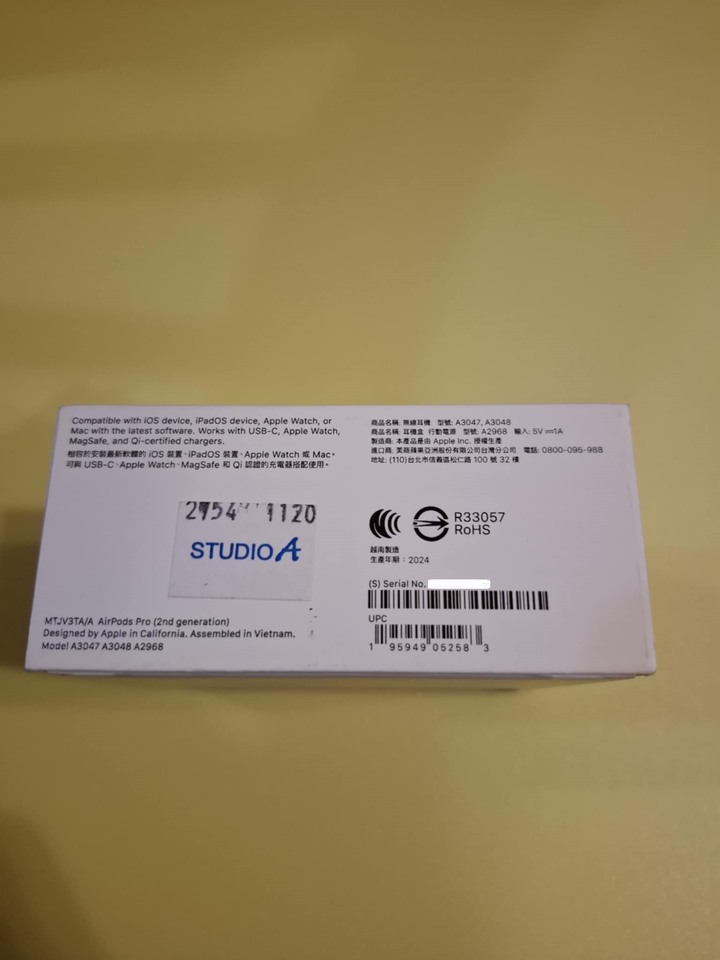 Compatible with iOS device, iPadOS device, Apple Watch, or
Mac with the latest software. Works with USB-C, Apple Watch,
MagSafe, and Qi-certified chargers.
相容於安裝最新軟體的 iOS 裝置、iPadOS 裝置、Apple Watch 或 Mac。
可與 USB-C、Apple Watch、MagSafe 和 Qi 認證的充電器搭配使用。
STUDIO A
MTJV3TA/A AirPods Pro (2nd generation)
Designed by Apple in California. Assembled in Vietnam.
Model A3047 A3048 A2968
商品名稱: 無線耳機 型號: A3047, A3048
商品名稱: 耳機盒 行動電源 型號: A2968 輸入: 5V ⎓1A
製造商: 本產品是由 Apple Inc. 授權生產
進口商: 美商蘋果亞洲股份有限公司台灣分公司 電話: 0800-095-988
地址: (110)台北市信義區松仁路 100 號 32 樓
R33057
RoHS
越南製造
生產年期：2024
(S) Serial No.
UPC
1 95949 05258 3